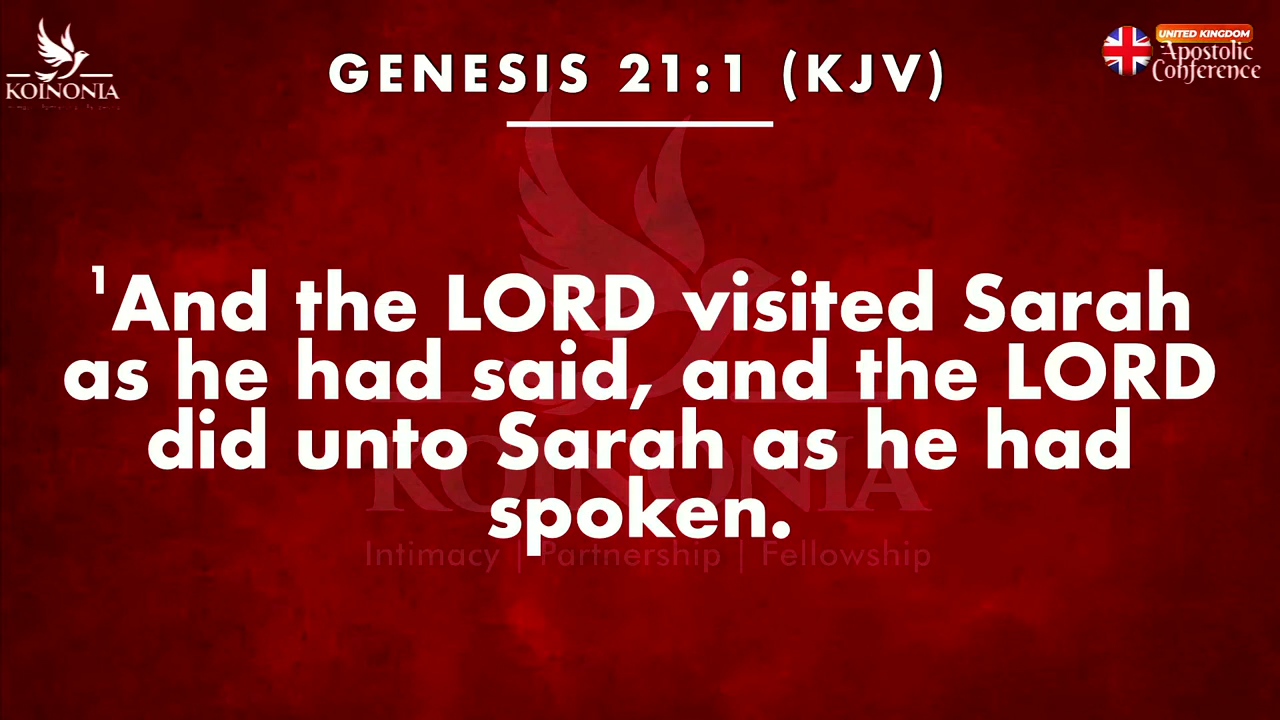 KOINONIA
GENESIS 21:1 (KJV)
UNITED KINGDOM
Apostolic
Conference
1And the LORD visited Sarah
as he had said, and the LORD
did unto Sarah as he had
spoken.
KOINONIA
Intimacy | Partnership | Fellowship